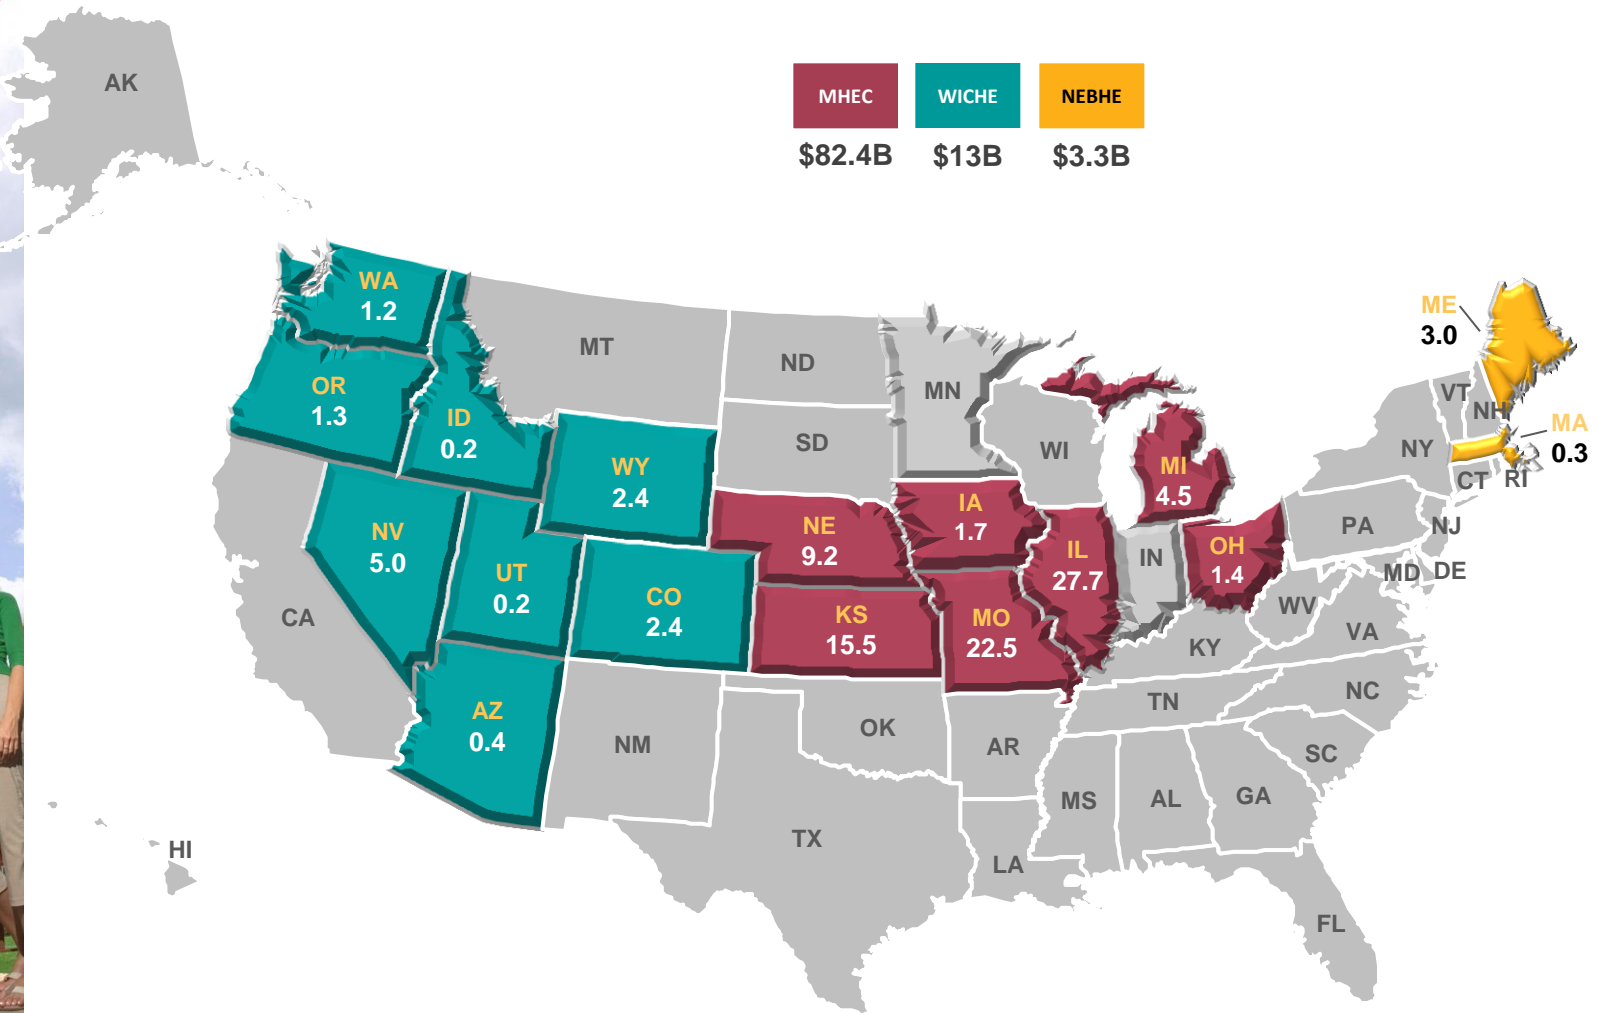 AK
MHEC
WICHE
NEBHE
$82.4B
$13B
$3.3B
WA
1.2
OR
1.3
ID
0.2
MT
ND
MN
WY
2.4
SD
WI
MI
4.5
NY
VT
NH
ME
3.0
MA
0.3
CT
RI
NV
5.0
UT
0.2
CO
2.4
NE
9.2
IA
1.7
IL
27.7
IN
OH
1.4
PA
NJ
MD
DE
CA
KS
15.5
MO
22.5
KY
WV
VA
AZ
0.4
NM
OK
AR
TN
NC
SC
MS
AL
GA
TX
LA
FL
HI